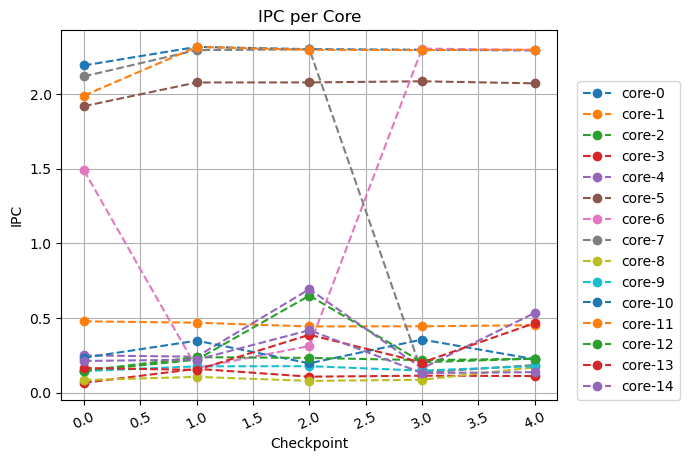 IPC per Core
IPC
2.0
1.5
1.0
0.5
0.0
0.0
0.5
1.0
1.5
2.0
2.5
3.0
3.5
4.0
Checkpoint
core-0
core-1
core-2
core-3
core-4
core-5
core-6
core-7
core-8
core-9
core-10
core-11
core-12
core-13
core-14